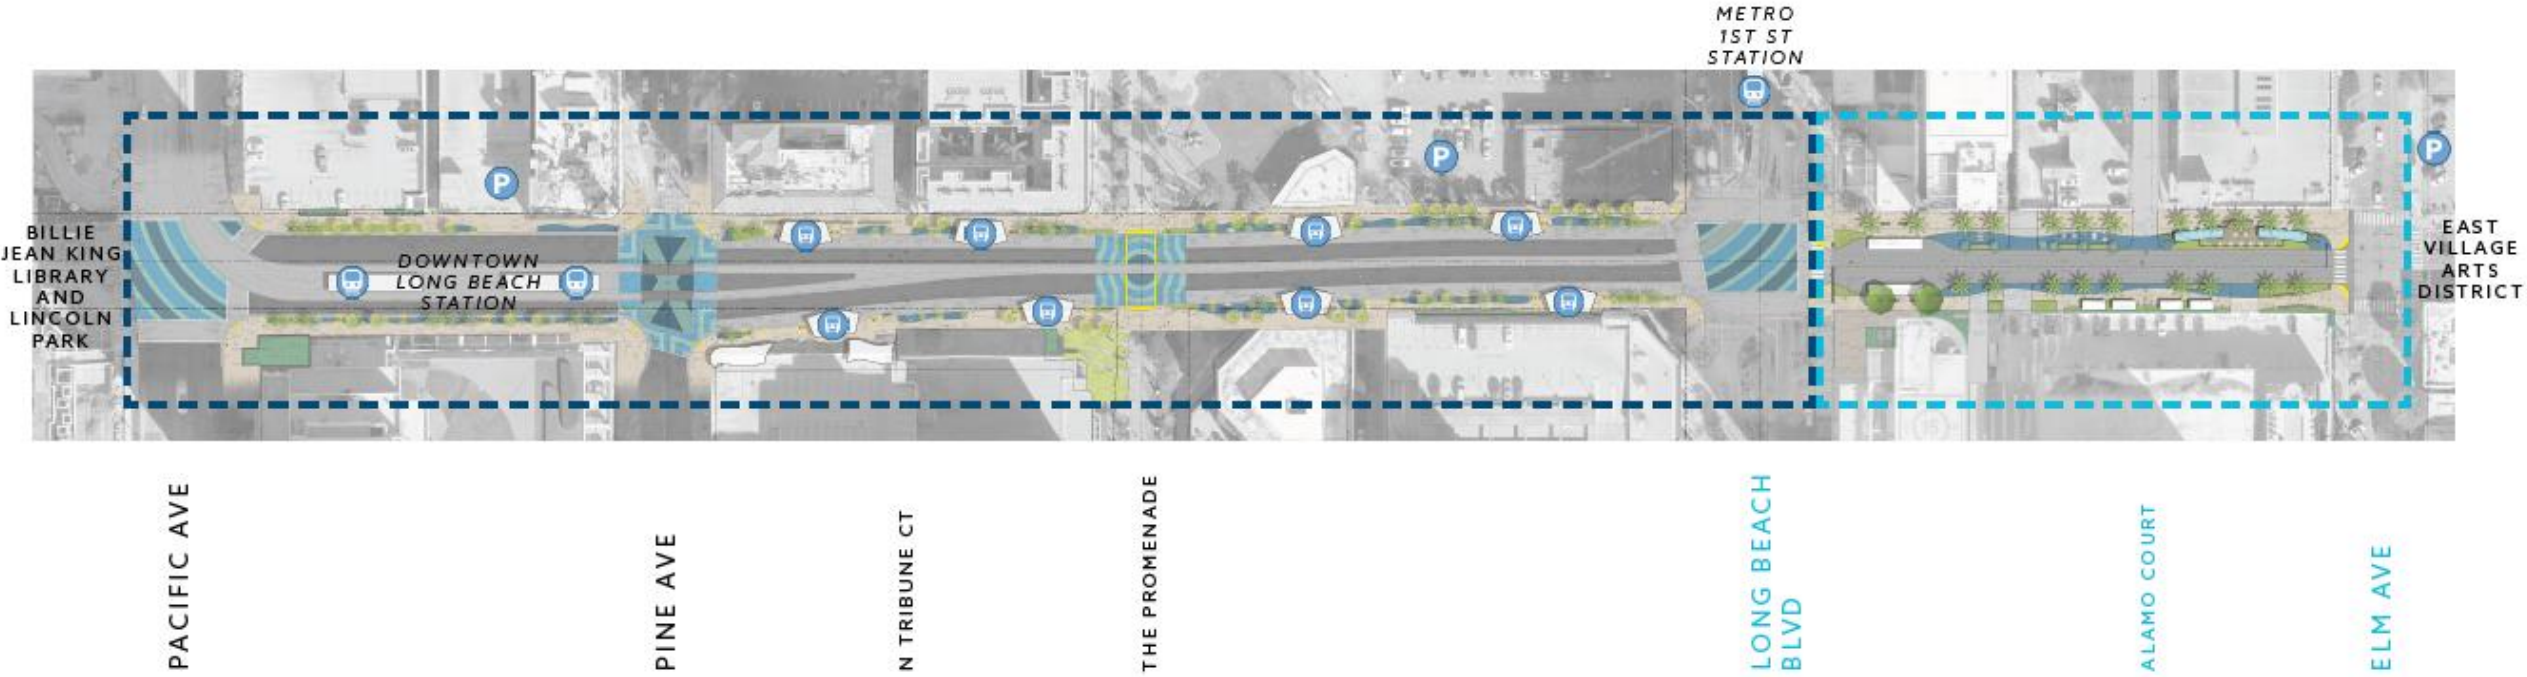 METRO
1ST ST
STATION
P
P
P
BILLIE
JEAN KING
LIBRARY
AND
LINCOLN
PARK
DOWNTOWN
LONG BEACH
STATION
EAST
VILLAGE
ARTS
DISTRICT
PACIFIC AVE
PINE AVE
N TRIBUNE CT
THE PROMENADE
LONG BEACH
BLVD
ALAMO COURT
ELM AVE